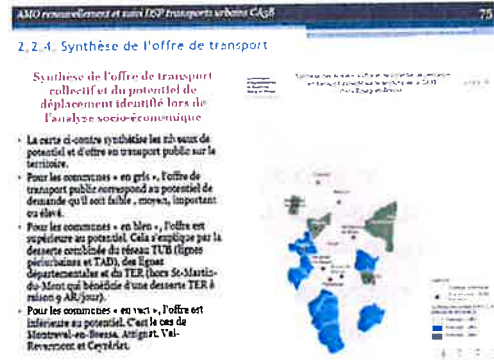 AMO renouvellement et suivi DSP transports urbains CA3B 75
2.2.4. Synthèse de l'offre de transport
Synthèse de l'offre de transport
collectif et du potentiel de
déplacement identifié lors de
l'analyse socio-économique
• La carte ci-contre synthétise les niveaux de
potentiel et d'offre en transport public sur le
territoire.
• Pour les communes « en gris », l'offre de
transport public correspond au potentiel de
demande qu'il soit faible, moyen, important
ou élevé.
• Pour les communes « en bleu », l'offre est
supérieure au potentiel. Cela s'explique par la
desserte combinée du réseau TUB (lignes
périurbaines et TAD), des lignes
départementales et du TER (hors St-Martin-
du-Mont qui bénéficie d'une desserte TER à
raison 9 AR/jour).
• Pour les communes « en vert », l'offre est
inférieure au potentiel. C'est le cas de
Montreval-en-Bresse, Attignat, Val-
Revermont et Ceyzériat.